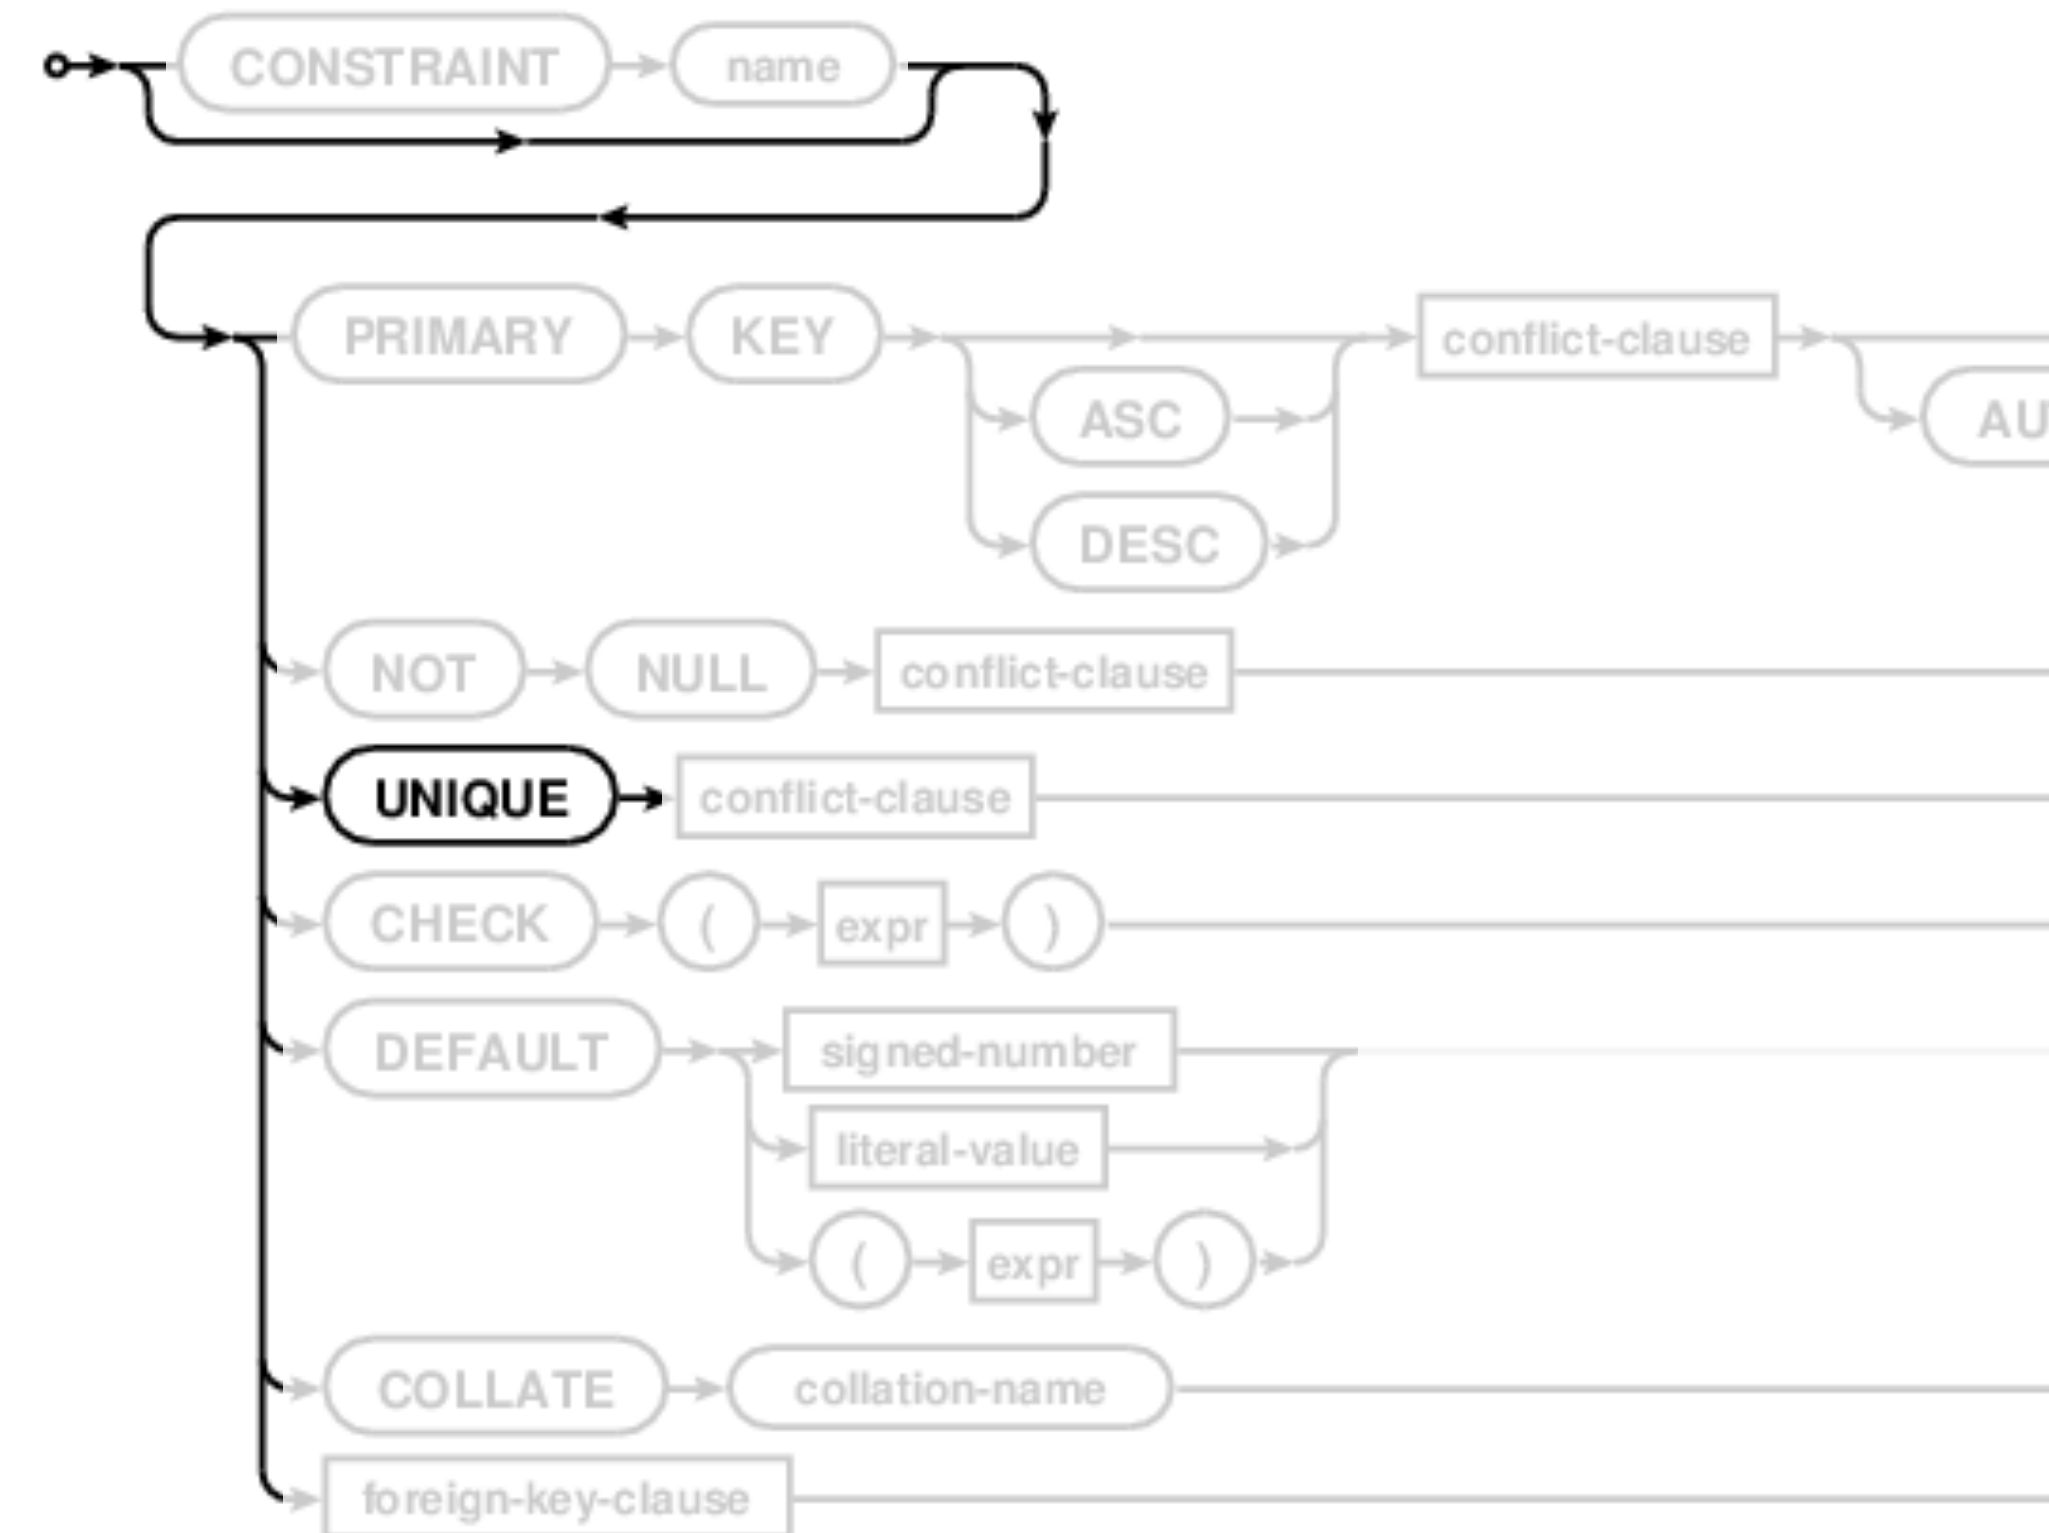 CONSTRAINT name
PRIMARY KEY conflict-clause
ASC AU
DESC
NOT NULL conflict-clause
UNIQUE conflict-clause
CHECK ( expr )
DEFAULT signed-number
literal-value
( expr )
COLLATE collation-name
foreign-key-clause